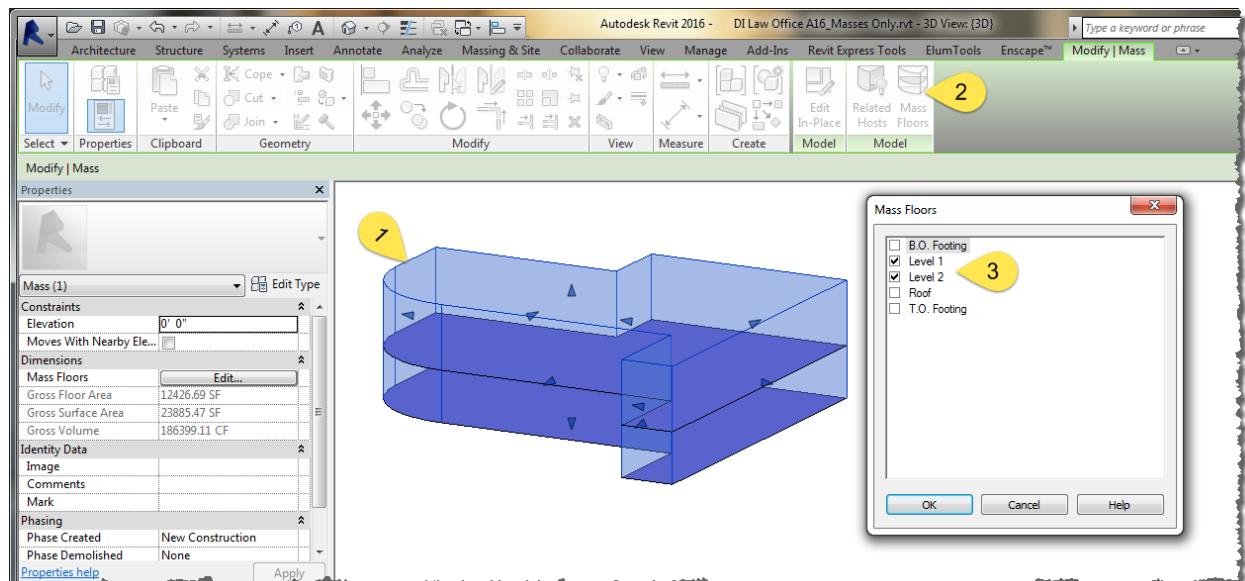 Autodesk Revit 2016 - DI Law Office A16_Masses Only.rvt - 3D View: {3D}
Type a keyword or phrase
Architecture Structure Systems Insert Annotate Analyze Massing & Site Collaborate View Manage Add-Ins Revit Express Tools ElumTools Enscape™ Modify | Mass
Modify
Paste
Cope
Cut
Join
Edit In-Place
Related Hosts
Mass Floors
2
Select Properties Clipboard Geometry Modify View Measure Create Model Model
Modify | Mass
Properties
Mass (1)
Edit Type
Constraints
Elevation 0' 0"
Moves With Nearby Ele...
Dimensions
Mass Floors Edit...
Gross Floor Area 12426.69 SF
Gross Surface Area 23885.47 SF
Gross Volume 186399.11 CF
Identity Data
Image
Comments
Mark
Phasing
Phase Created New Construction
Phase Demolished None
Properties help
Apply
1
Mass Floors
B.O. Footing
Level 1
Level 2
Roof
T.O. Footing
3
OK Cancel Help